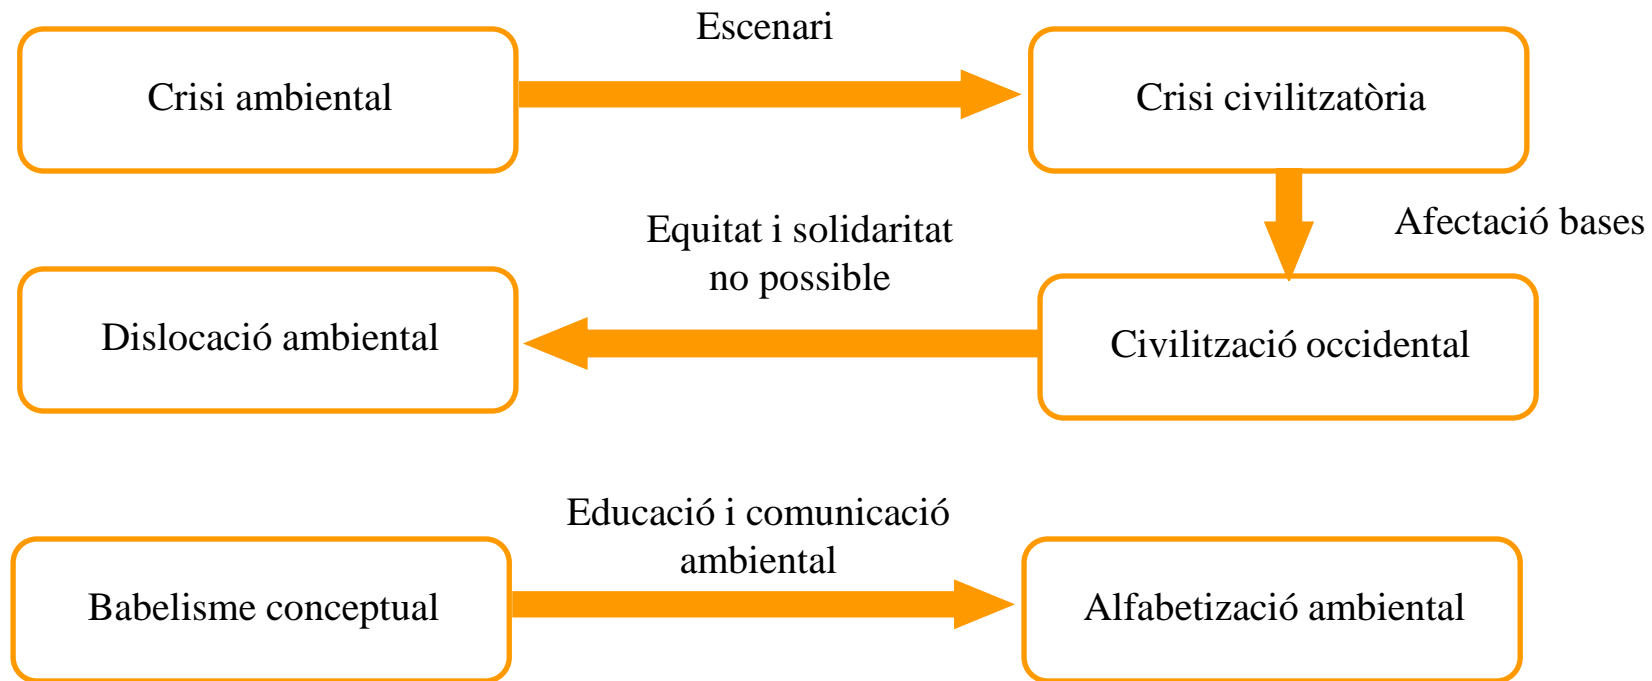 Escenari
Crisi ambiental
Crisi civilitzatòria
Afectació bases
Equitat i solidaritat
no possible
Dislocació ambiental
Civilització occidental
Educació i comunicació
ambiental
Babelisme conceptual
Alfabetizació ambiental